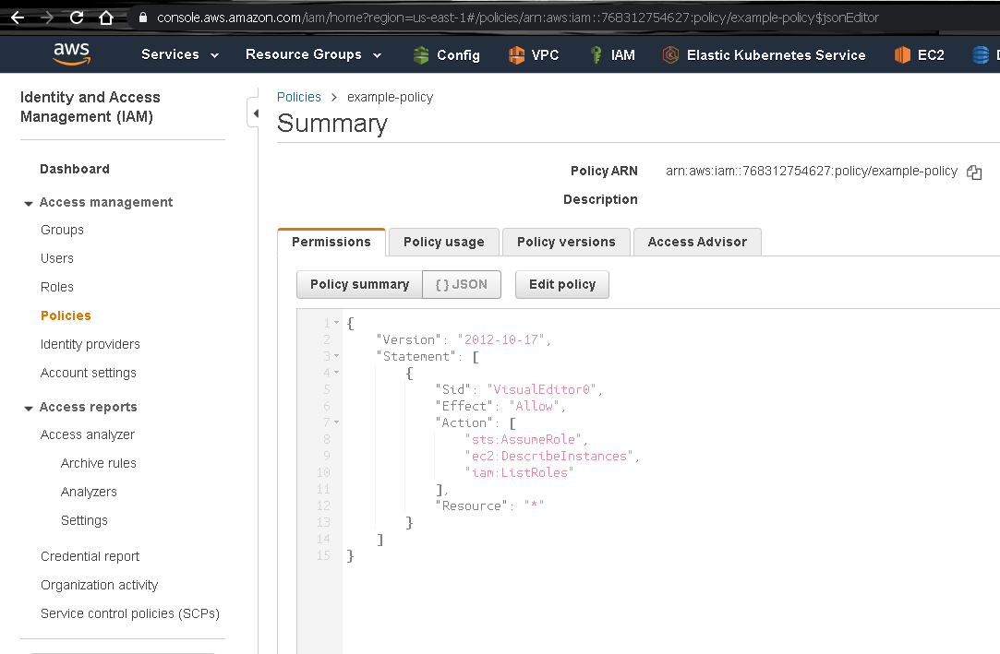 console.aws.amazon.com/iam/home?region=us-east-1#/policies/arn:aws:iam::768312754627:policy/example-policy$jsonEditor
aws Services Resource Groups Config VPC IAM Elastic Kubernetes Service EC2
Identity and Access
Management (IAM)
Dashboard
Access management
Groups
Users
Roles
Policies
Identity providers
Account settings
Access reports
Access analyzer
Archive rules
Analyzers
Settings
Credential report
Organization activity
Service control policies (SCPs)
Policies > example-policy
Summary
Policy ARN arn:aws:iam::768312754627:policy/example-policy
Description
Permissions Policy usage Policy versions Access Advisor
Policy summary { } JSON Edit policy
1 {
2 "Version": "2012-10-17",
3 "Statement": [
4 {
5 "Sid": "VisualEditor0",
6 "Effect": "Allow",
7 "Action": [
8 "sts:AssumeRole",
9 "ec2:DescribeInstances",
10 "iam:ListRoles"
11 ],
12 "Resource": "*"
13 }
14 ]
15 }